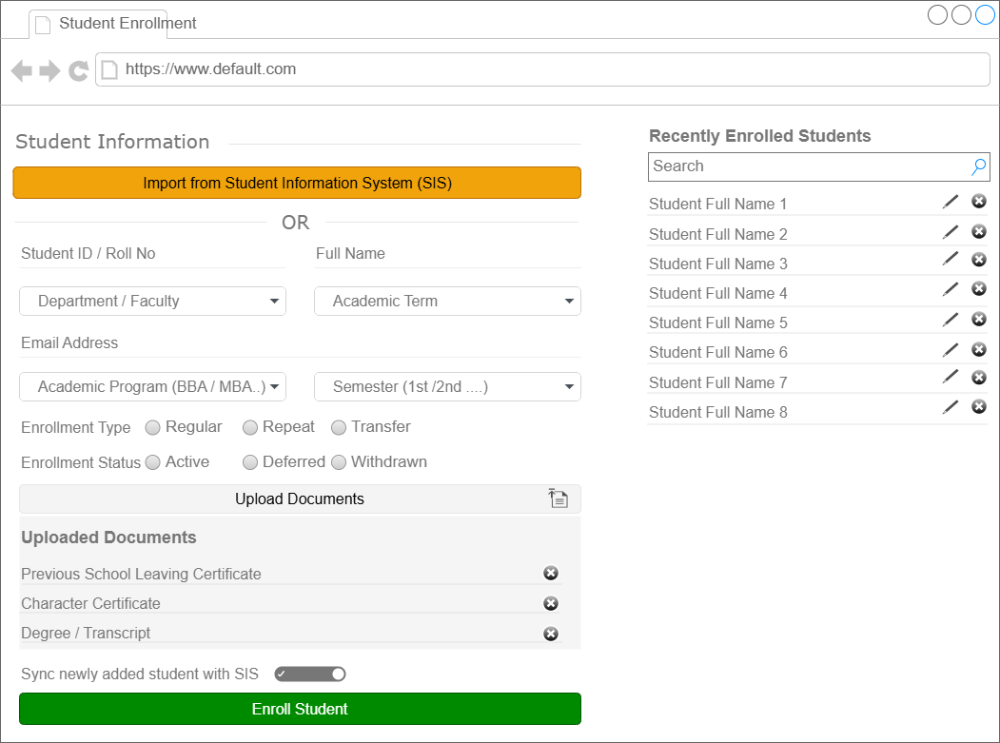 Student Enrollment
https://www.default.com
Student Information
Import from Student Information System (SIS)
OR
Student ID / Roll No
Full Name
Department / Faculty
Academic Term
Email Address
Academic Program (BBA / MBA..)
Semester (1st /2nd ....)
Enrollment Type
Regular
Repeat
Transfer
Enrollment Status
Active
Deferred
Withdrawn
Upload Documents
Uploaded Documents
Previous School Leaving Certificate
Character Certificate
Degree / Transcript
Sync newly added student with SIS
Enroll Student
Recently Enrolled Students
Search
Student Full Name 1
Student Full Name 2
Student Full Name 3
Student Full Name 4
Student Full Name 5
Student Full Name 6
Student Full Name 7
Student Full Name 8